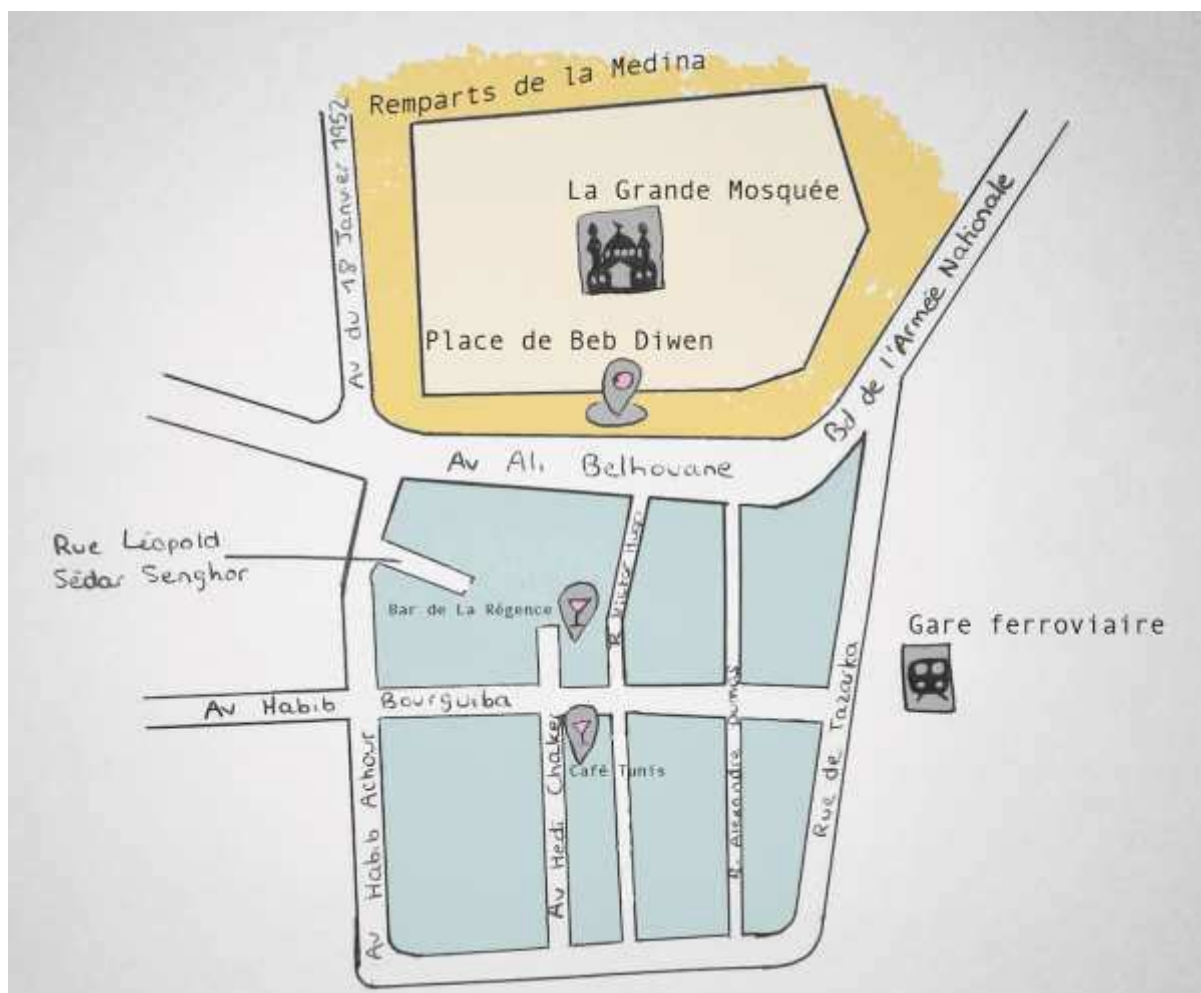 Remparts de la Medina
Av du 18 Janvier 1952
La Grande Mosquée
Place de Beb Diwen
Bd de l'Armée Nationale
Av Ali Belhouane
Rue Léopold
Sédar Senghor
R. Victor Hugo
Bar de La Régence
Gare ferroviaire
Av Habib Bourguiba
Café Tunis
Av Habib Achour
Av Hedi Chaker
R. Alexandre Dumas
Rue de Tazarka